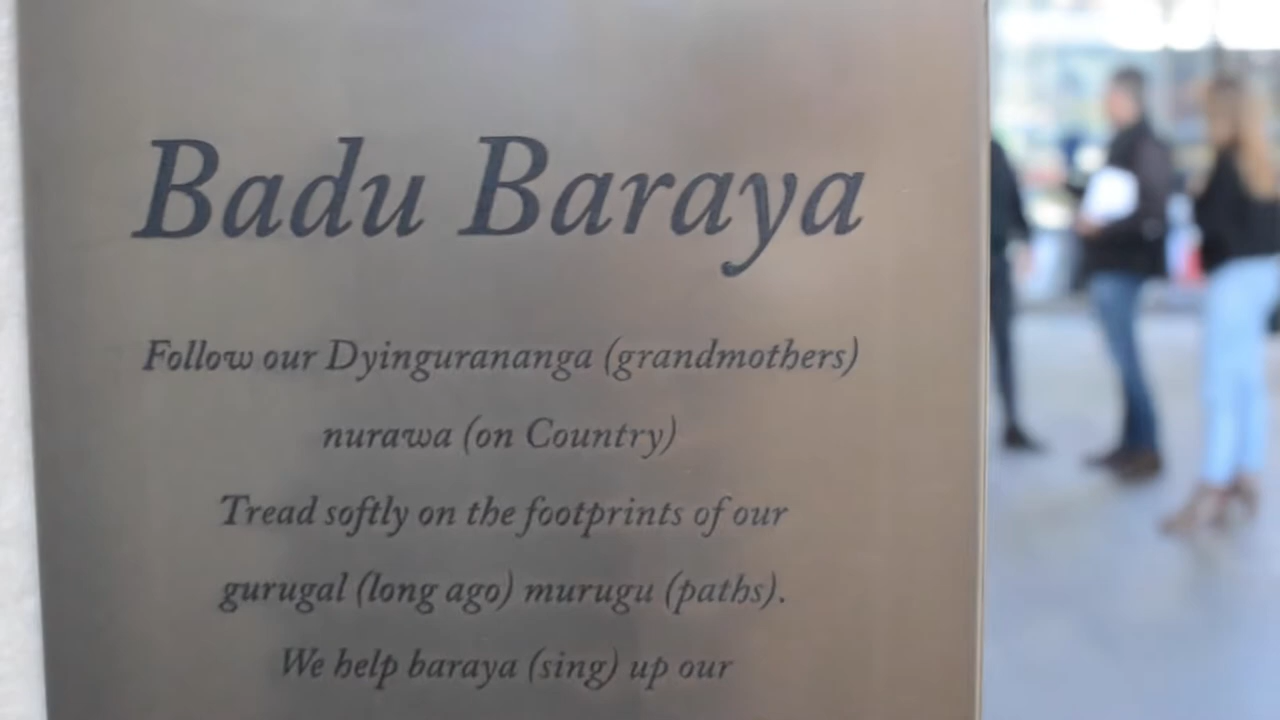 Badu Baraya
Follow our Dyingurananga (grandmothers)
nurawa (on Country)
Tread softly on the footprints of our
gurugal (long ago) murugu (paths).
We help baraya (sing) up our